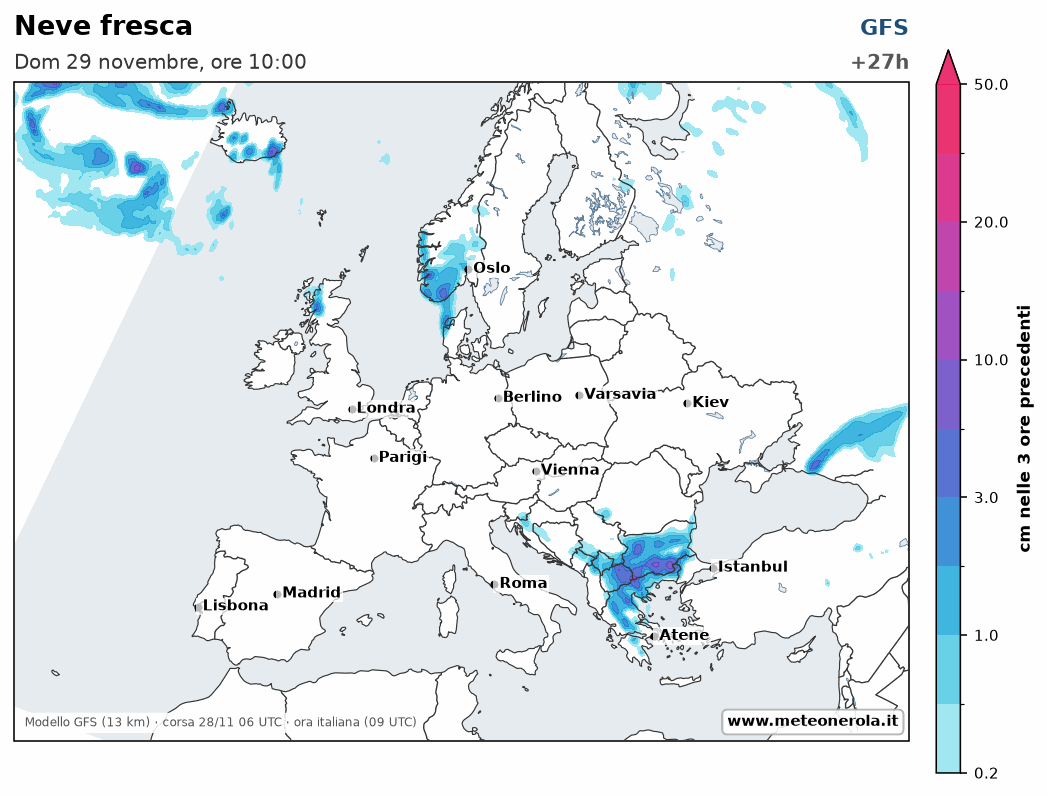 Neve fresca
GFS
Dom 29 novembre, ore 10:00
+27h
50.0
20.0
10.0
3.0
1.0
0.2
cm nelle 3 ore precedenti
Oslo
Londra
Berlino
Varsavia
Kiev
Parigi
Vienna
Istanbul
Roma
Madrid
Lisbona
Atene
Modello GFS (13 km) · corsa 28/11 06 UTC · ora italiana (09 UTC)
www.meteonerola.it